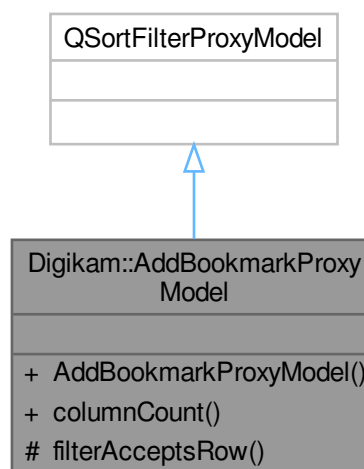 QSortFilterProxyModel
Digikam::AddBookmarkProxy
Model
+ AddBookmarkProxyModel()
+ columnCount()
# filterAcceptsRow()